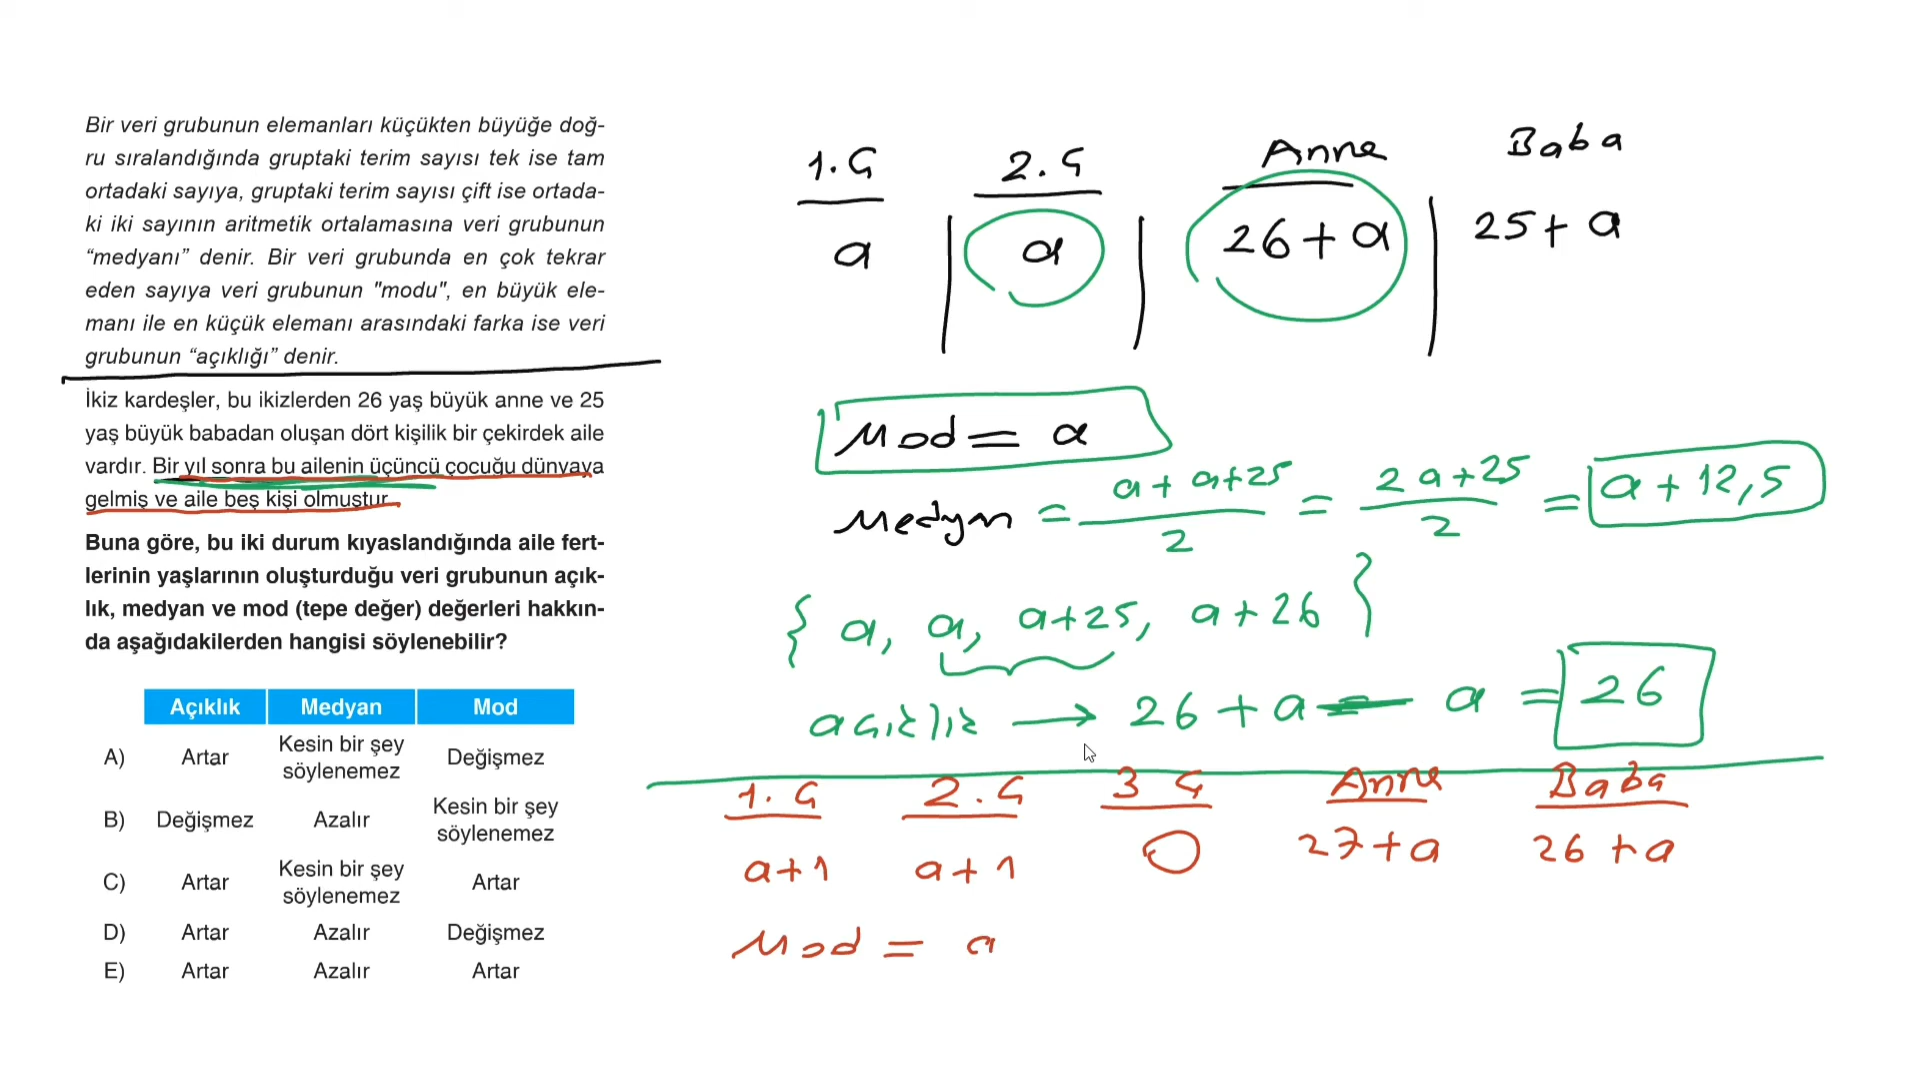 Bir veri grubunun elemanları küçükten büyüğe doğ-
ru sıralandığında gruptaki terim sayısı tek ise tam
ortadaki sayıya, gruptaki terim sayısı çift ise ortada-
ki iki sayının aritmetik ortalamasına veri grubunun
“medyanı” denir. Bir veri grubunda en çok tekrar
eden sayıya veri grubunun "modu", en büyük ele-
manı ile en küçük elemanı arasındaki farka ise veri
grubunun “açıklığı” denir.
İkiz kardeşler, bu ikizlerden 26 yaş büyük anne ve 25
yaş büyük babadan oluşan dört kişilik bir çekirdek aile
vardır. Bir yıl sonra bu ailenin üçüncü çocuğu dünyaya
gelmiş ve aile beş kişi olmuştur.
Buna göre, bu iki durum kıyaslandığında aile fert-
lerinin yaşlarının oluşturduğu veri grubunun açık-
lık, medyan ve mod (tepe değer) değerleri hakkın-
da aşağıdakilerden hangisi söylenebilir?
Açıklık Medyan Mod
A) Artar Kesin bir şey söylenemez Değişmez
B) Değişmez Azalır Kesin bir şey söylenemez
C) Artar Kesin bir şey söylenemez Artar
D) Artar Azalır Değişmez
E) Artar Azalır Artar
1.Ç 2.Ç Anne Baba
a a 26+a 25+a
Mod = a
Medyan = a+a+25/2 = 2a+25/2 = a+12,5
{ a, a, a+25, a+26 }
açıklık → 26+a - a = 26
1.Ç 2.Ç 3 Ç Anne Baba
a+1 a+1 0 27+a 26+a
Mod = a